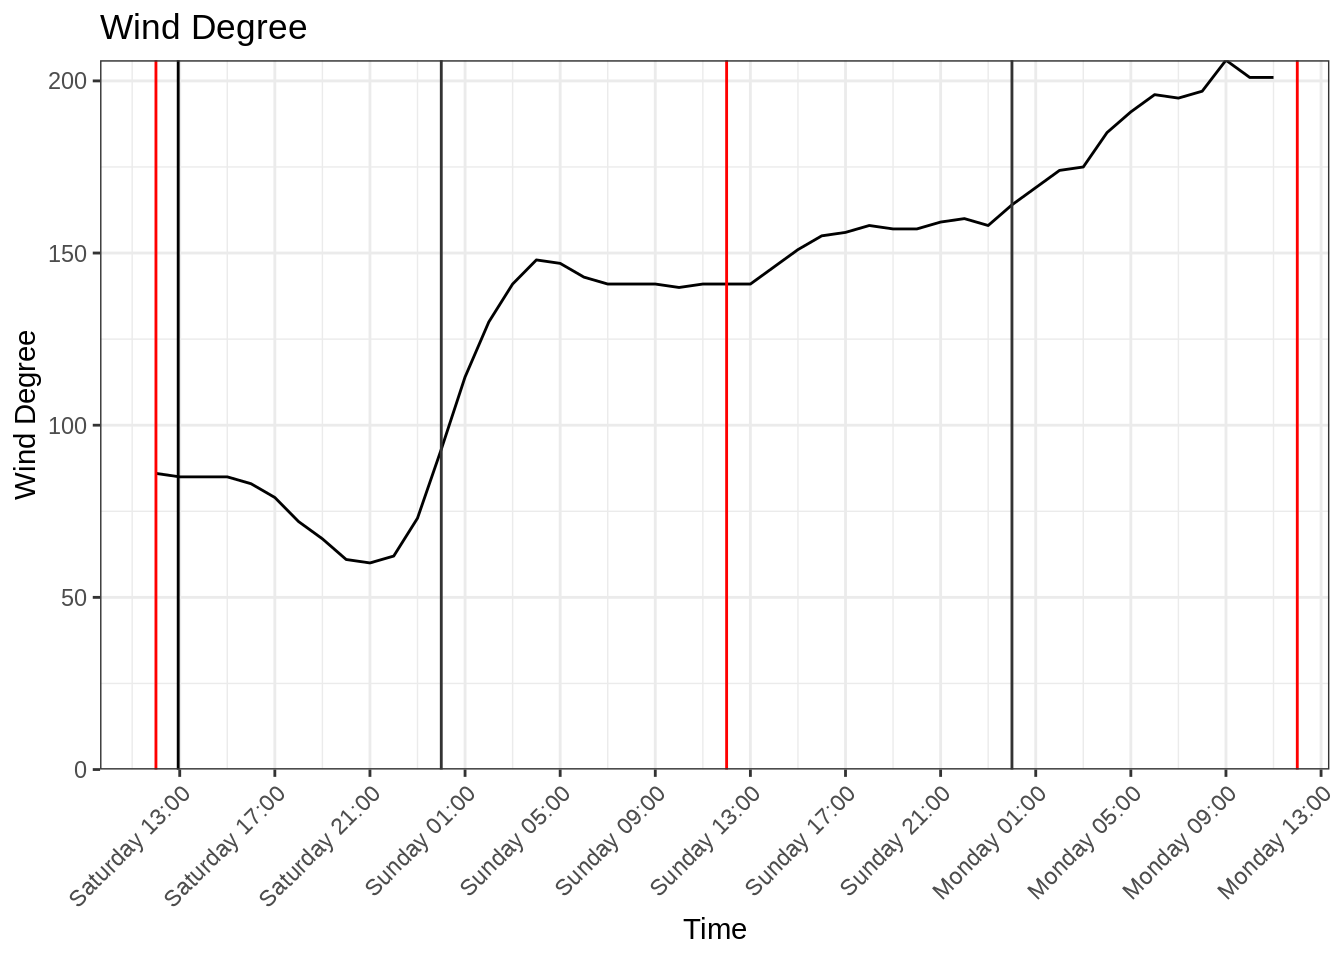 Wind Degree
Wind Degree
200
150
100
50
0
Saturday 13:00
Saturday 17:00
Saturday 21:00
Sunday 01:00
Sunday 05:00
Sunday 09:00
Sunday 13:00
Sunday 17:00
Sunday 21:00
Monday 01:00
Monday 05:00
Monday 09:00
Monday 13:00
Time